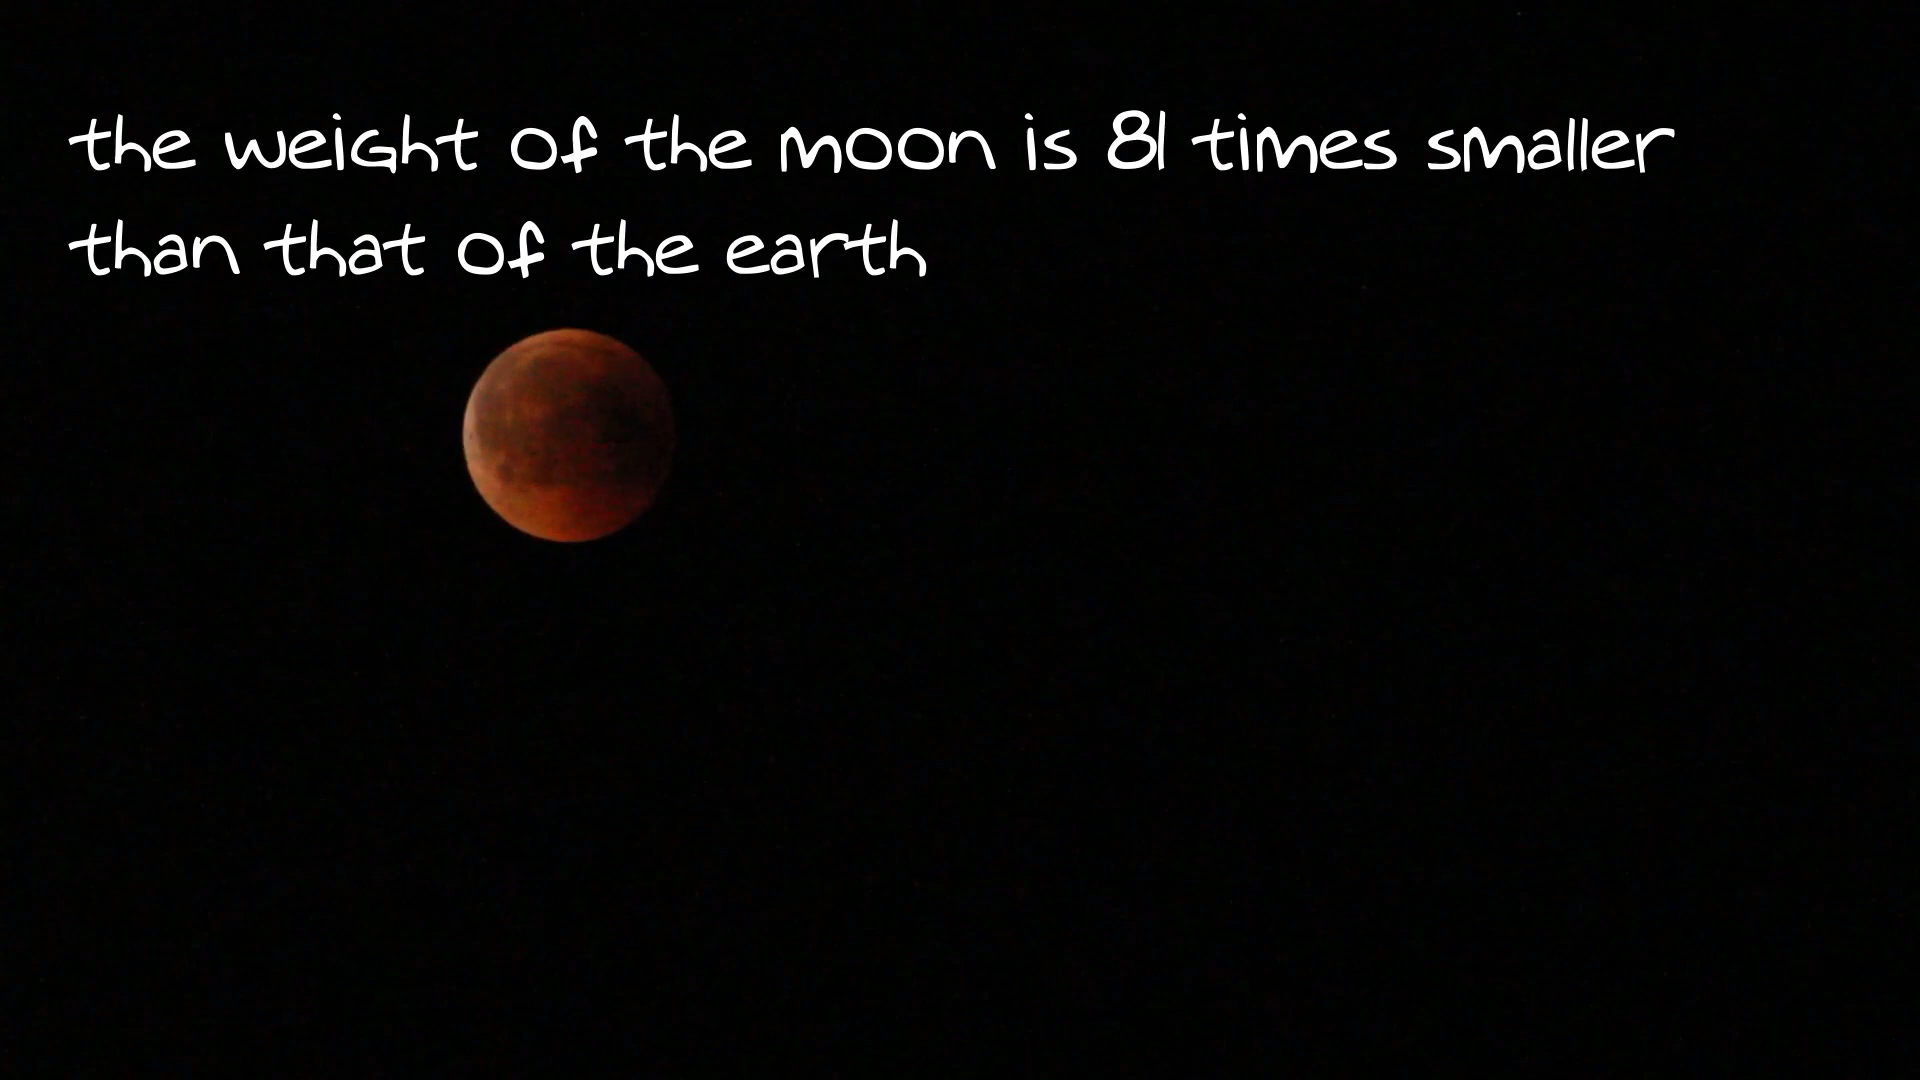 the weight of the moon is 81 times smaller
than that of the earth